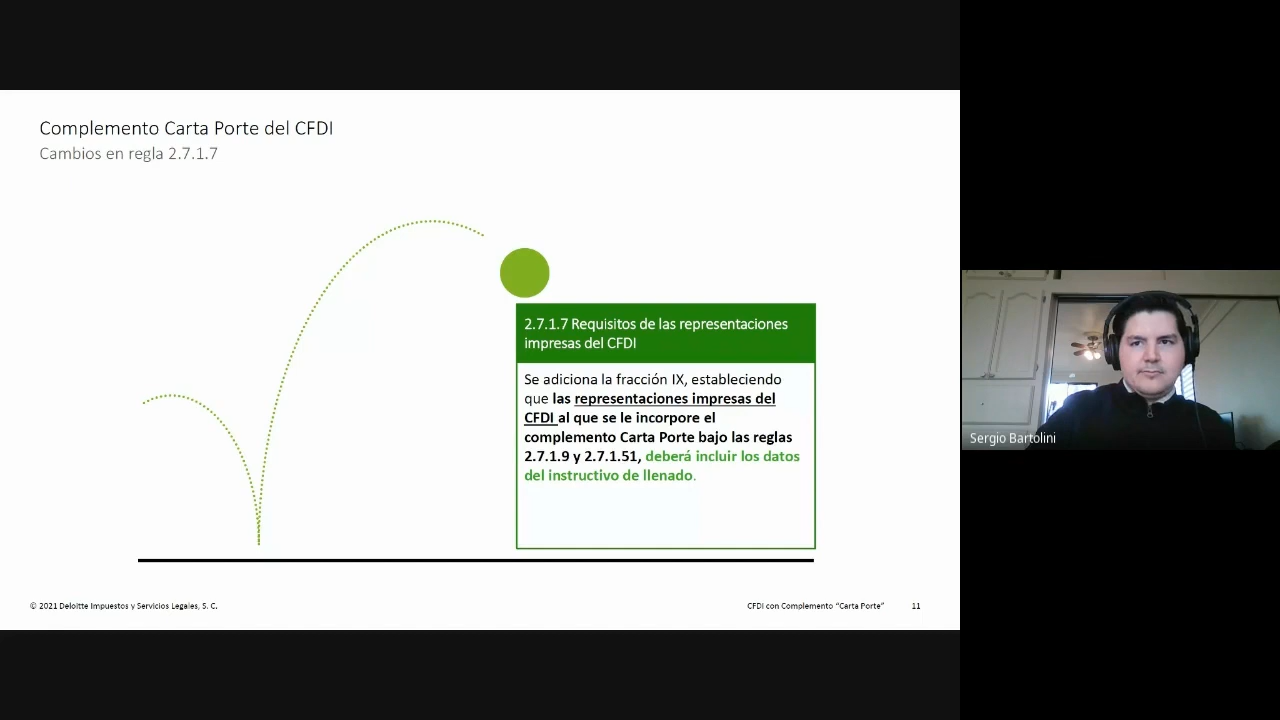 Complemento Carta Porte del CFDI
Cambios en regla 2.7.1.7
2.7.1.7 Requisitos de las representaciones
impresas del CFDI
Se adiciona la fracción IX, estableciendo
que las representaciones impresas del
CFDI al que se le incorpore el
complemento Carta Porte bajo las reglas
2.7.1.9 y 2.7.1.51, deberá incluir los datos
del instructivo de llenado.
Sergio Bartolini
© 2021 Deloitte Impuestos y Servicios Legales, S. C.
CFDI con Complemento “Carta Porte”
11